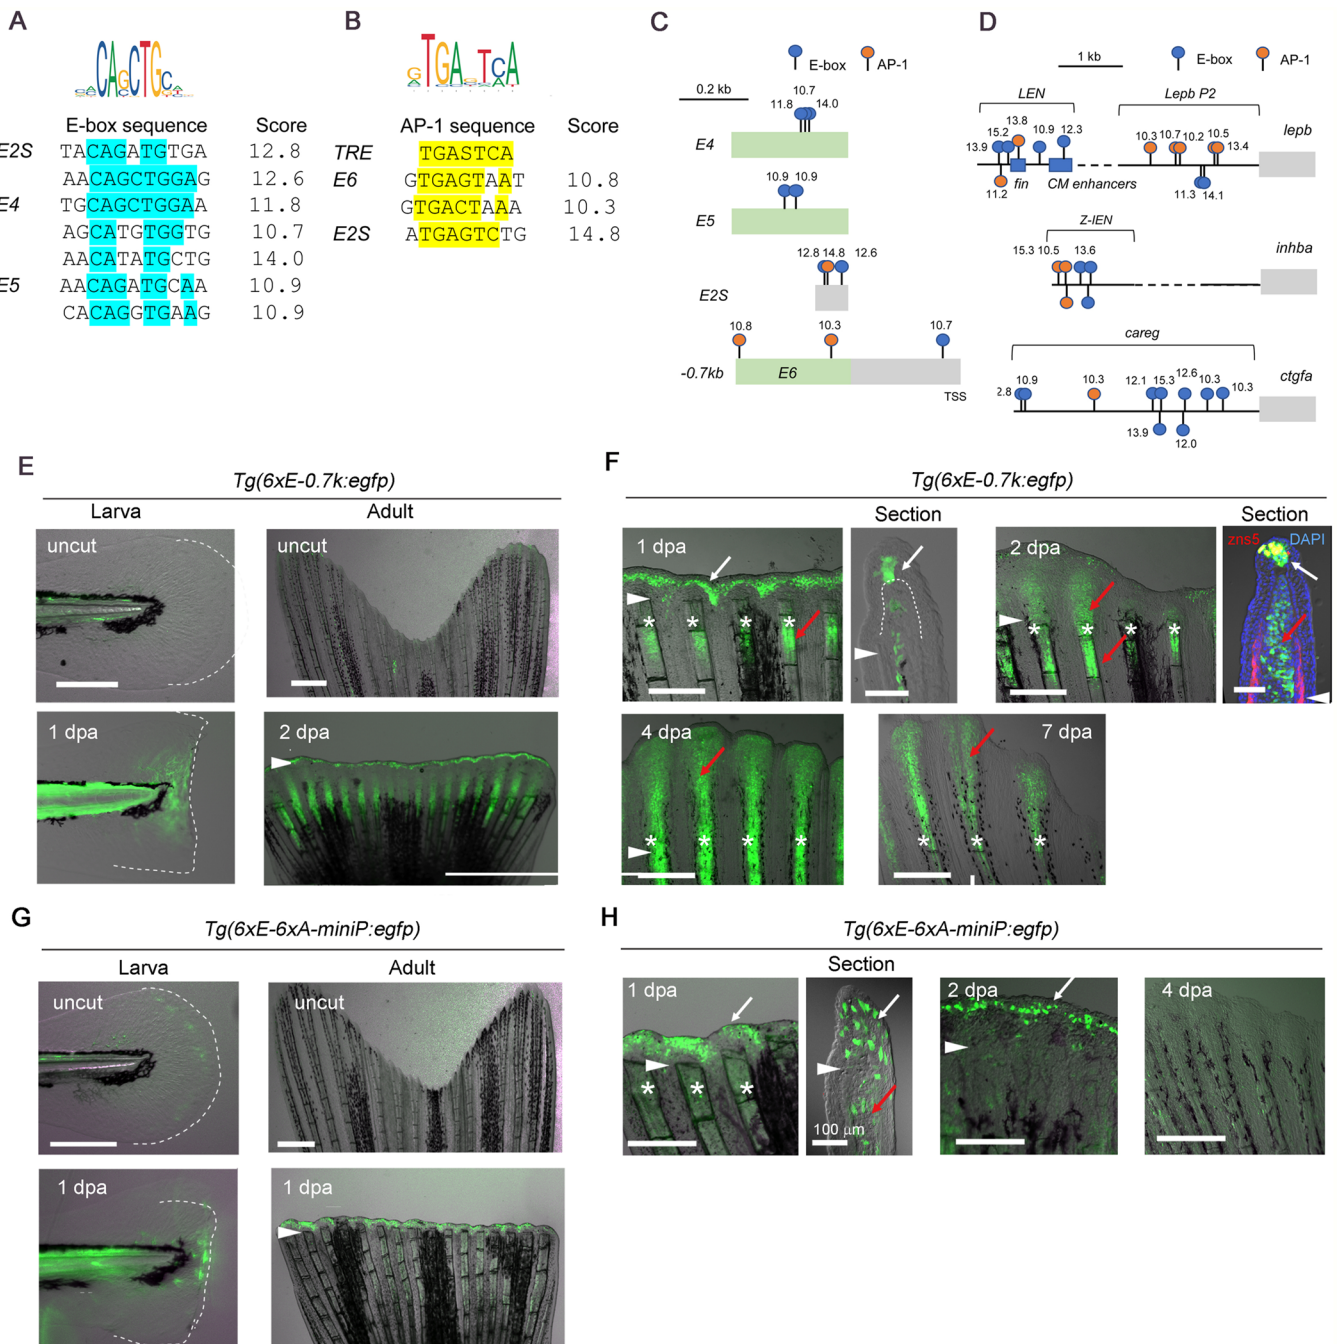 A
CAGCTG
E-box sequence Score
E2S TACAGATGTGA 12.8
AACAGCTGGAG 12.6
E4 TGCAGCTGGAA 11.8
AGCATGTGGTG 10.7
AACATATGCTG 14.0
E5 AACAGATGCAA 10.9
CACAGGTGAAG 10.9
B
TGA TCA
AP-1 sequence Score
TRE TGASTCA
E6 GTGAGTAAT 10.8
GTGACTAAA 10.3
E2S ATGAGTCTG 14.8
C
E-box AP-1
0.2 kb
10.7
11.8 14.0
E4
10.9 10.9
E5
12.8 14.8 12.6
E2S
10.8 10.3 10.7
-0.7kb E6
TSS
D
1 kb E-box AP-1
LEN Lepb P2
lepb
15.2 13.8 10.9 12.3
13.9
11.2 fin CM enhancers
10.3 10.7 10.2 10.5 13.4
11.3 14.1
Z-IEN
inhba
15.3 10.5 13.6
careg
ctgfa
2.8 10.9 10.3 12.1 15.3 12.6 10.3 10.3
13.9 12.0
E
Tg(6xE-0.7k:egfp)
Larva Adult
uncut uncut
1 dpa 2 dpa
F
Tg(6xE-0.7k:egfp)
Section Section
1 dpa 2 dpa zns5 DAPI
* * * * * * * *
4 dpa 7 dpa
* * * * * * *
G
Tg(6xE-6xA-miniP:egfp)
Larva Adult
uncut uncut
1 dpa 1 dpa
H
Tg(6xE-6xA-miniP:egfp)
Section
1 dpa 2 dpa 4 dpa
* * *
100 µm